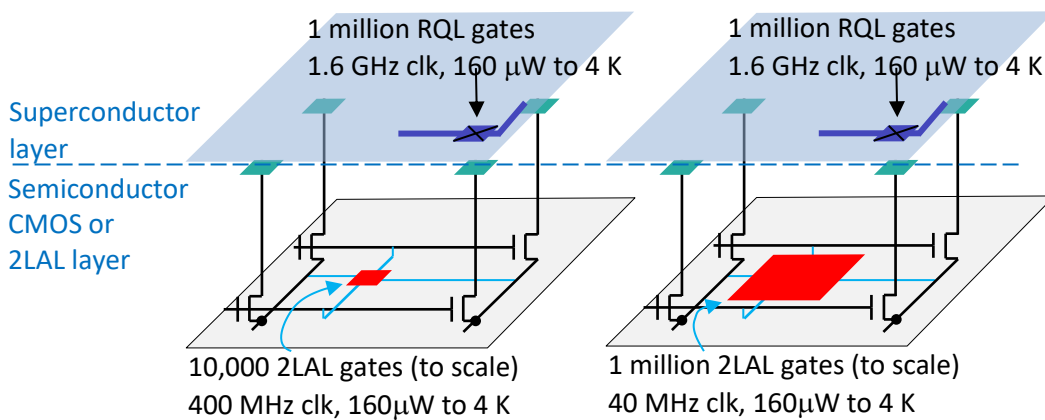 1 million RQL gates
1.6 GHz clk, 160 μW to 4 K
1 million RQL gates
1.6 GHz clk, 160 μW to 4 K
Superconductor
layer
Semiconductor
CMOS or
2LAL layer
10,000 2LAL gates (to scale)
400 MHz clk, 160μW to 4 K
1 million 2LAL gates (to scale)
40 MHz clk, 160μW to 4 K